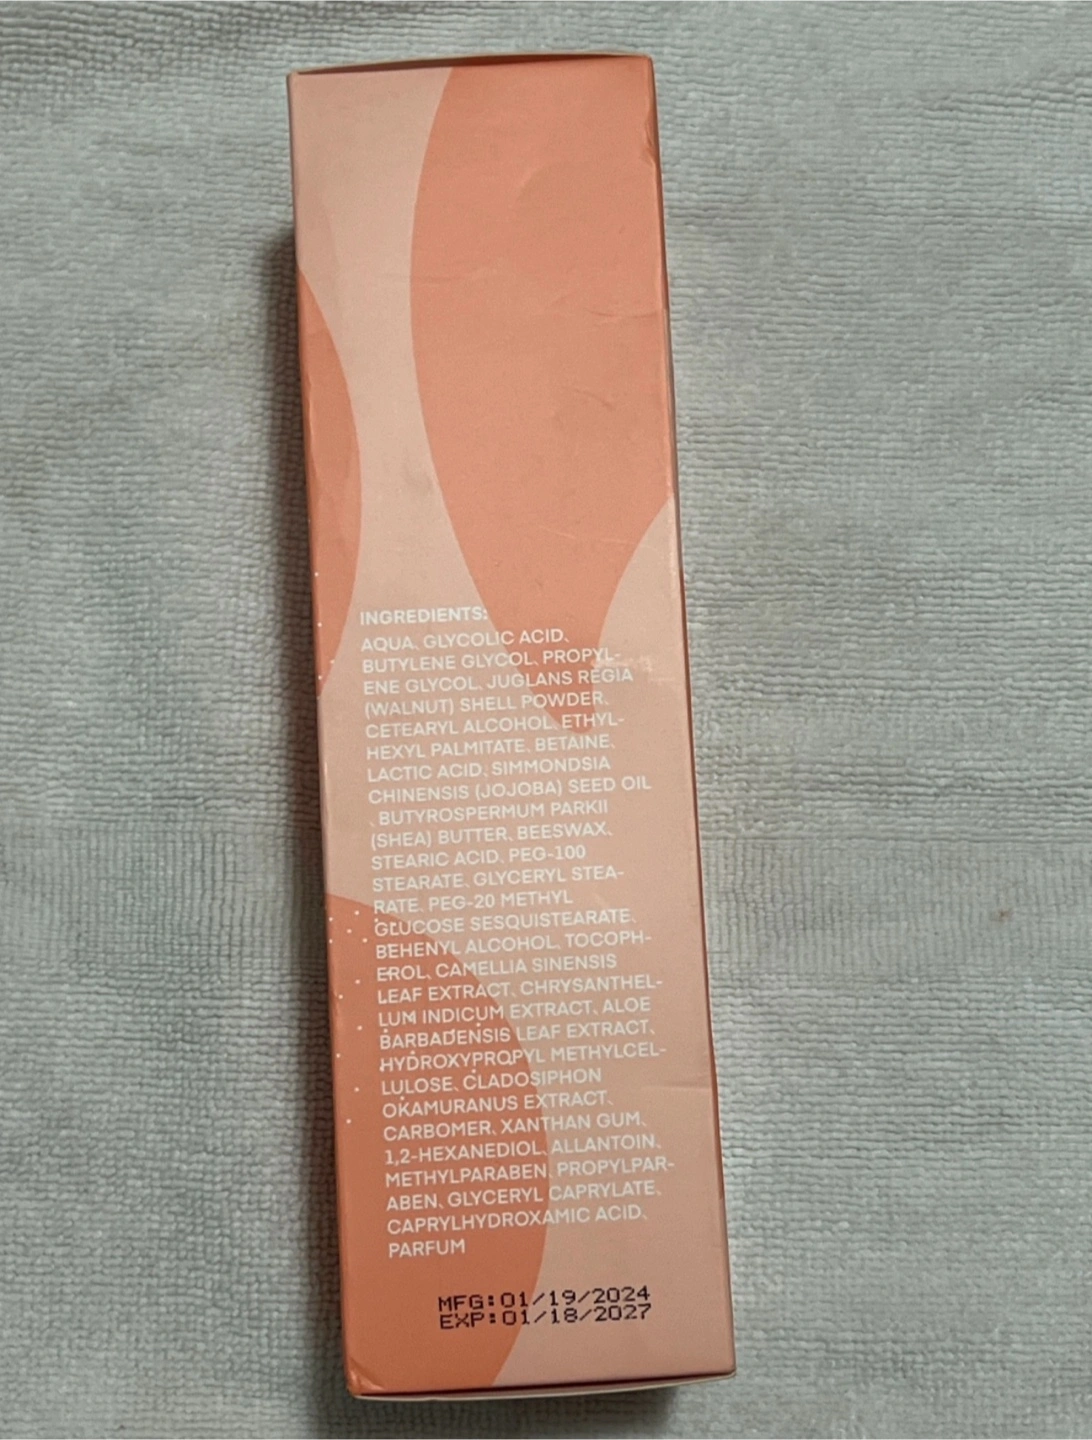 INGREDIENTS:
AQUA, GLYCOLIC ACID,
BUTYLENE GLYCOL, PROPYL-
ENE GLYCOL, JUGLANS REGIA
(WALNUT) SHELL POWDER,
CETEARYL ALCOHOL, ETHYL-
HEXYL PALMITATE, BETAINE,
LACTIC ACID, SIMMONDSIA
CHINENSIS (JOJOBA) SEED OIL
, BUTYROSPERMUM PARKII
(SHEA) BUTTER, BEESWAX,
STEARIC ACID, PEG-100
STEARATE, GLYCERYL STEA-
RATE, PEG-20 METHYL
GLUCOSE SESQUISTEARATE,
BEHENYL ALCOHOL, TOCOPH-
EROL, CAMELLIA SINENSIS
LEAF EXTRACT, CHRYSANTHEL-
LUM INDICUM EXTRACT, ALOE
BARBADENSIS LEAF EXTRACT,
HYDROXYPROPYL METHYLCEL-
LULOSE, CLADOSIPHON
OKAMURANUS EXTRACT,
CARBOMER, XANTHAN GUM,
1,2-HEXANEDIOL, ALLANTOIN,
METHYLPARABEN, PROPYLPAR-
ABEN, GLYCERYL CAPRYLATE,
CAPRYLHYDROXAMIC ACID,
PARFUM
MFG:01/19/2024
EXP:01/18/2027